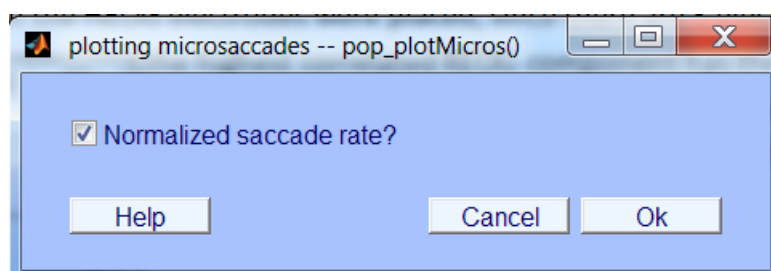 plotting microsaccades -- pop_plotMicros()
Normalized saccade rate?
Help Cancel Ok